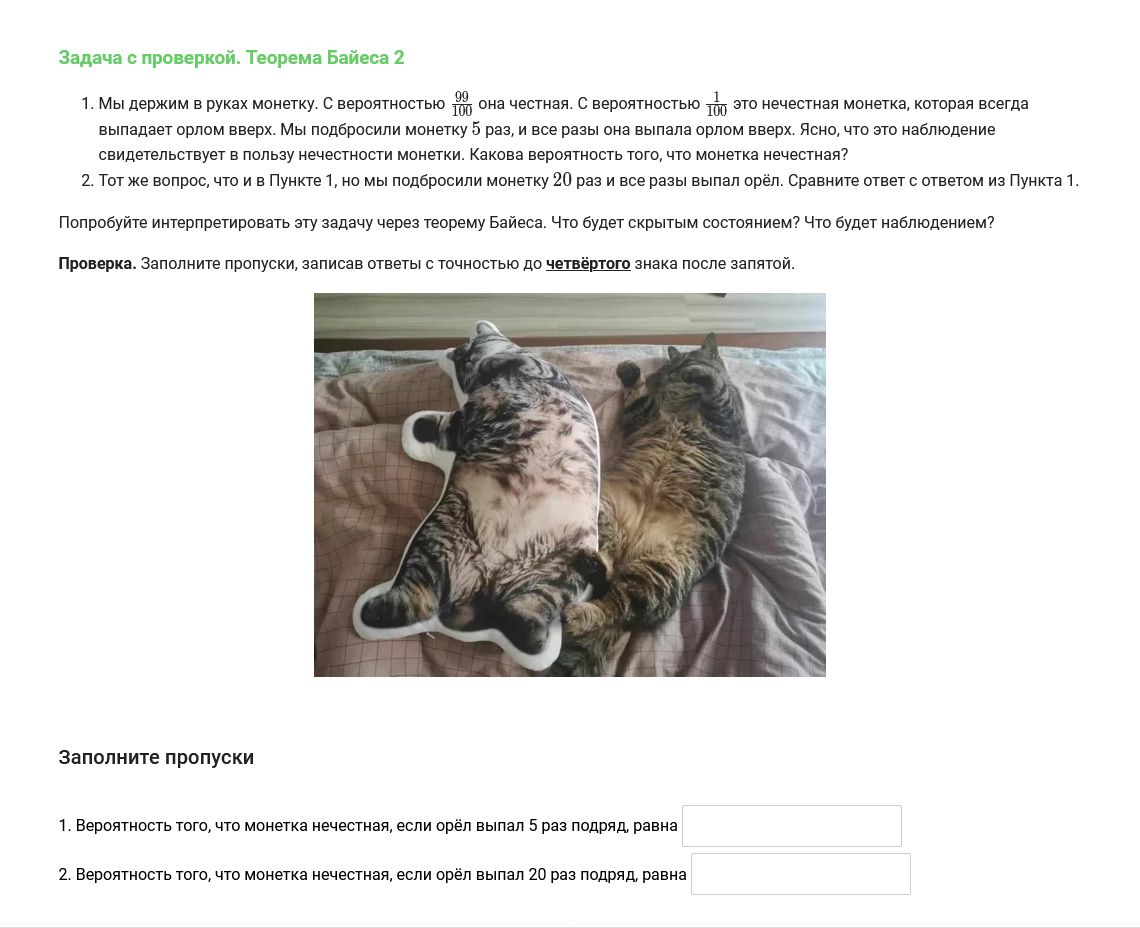 Задача с проверкой. Теорема Байеса 2
1. Мы держим в руках монетку. С вероятностью 99/100 она честная. С вероятностью 1/100 это нечестная монетка, которая всегда
выпадает орлом вверх. Мы подбросили монетку 5 раз, и все разы она выпала орлом вверх. Ясно, что это наблюдение
свидетельствует в пользу нечестности монетки. Какова вероятность того, что монетка нечестная?
2. Тот же вопрос, что и в Пункте 1, но мы подбросили монетку 20 раз и все разы выпал орёл. Сравните ответ с ответом из Пункта 1.
Попробуйте интерпретировать эту задачу через теорему Байеса. Что будет скрытым состоянием? Что будет наблюдением?
Проверка. Заполните пропуски, записав ответы с точностью до четвёртого знака после запятой.
Заполните пропуски
1. Вероятность того, что монетка нечестная, если орёл выпал 5 раз подряд, равна
2. Вероятность того, что монетка нечестная, если орёл выпал 20 раз подряд, равна